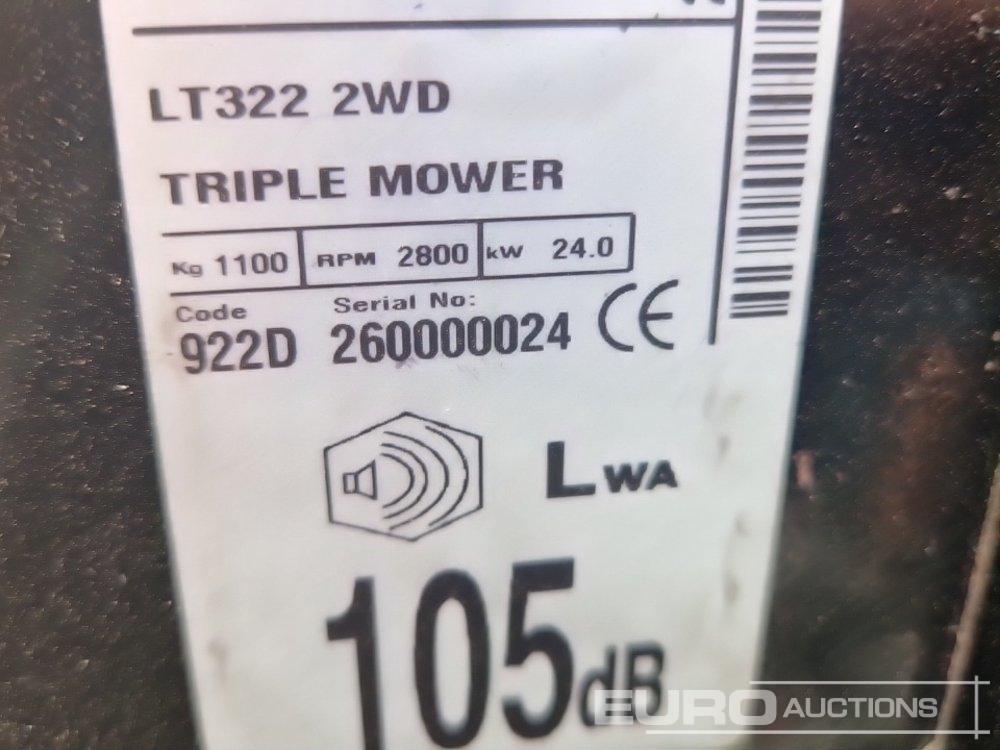 LT322 2WD
TRIPLE MOWER
Kg 1100 RPM 2800 kW 24.0
Code Serial No:
922D 260000024 CE
LWA
105dB
EURO AUCTIONS